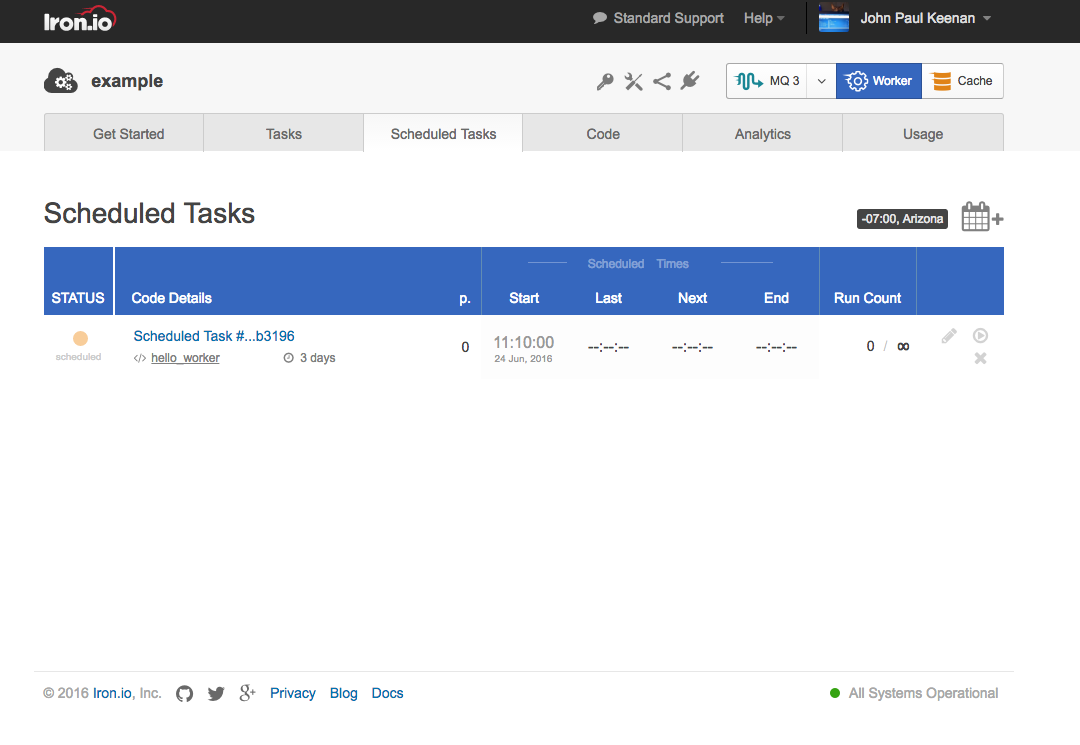 Iron.io Standard Support Help John Paul Keenan
example MQ 3 Worker Cache
Get Started Tasks Scheduled Tasks Code Analytics Usage
Scheduled Tasks -07:00, Arizona
Scheduled Times
STATUS Code Details p. Start Last Next End Run Count
Scheduled Task #...b3196
scheduled hello_worker 3 days 0 11:10:00 --:--:-- --:--:-- --:--:-- 0 / ∞
24 Jun, 2016
© 2016 Iron.io, Inc. Privacy Blog Docs All Systems Operational